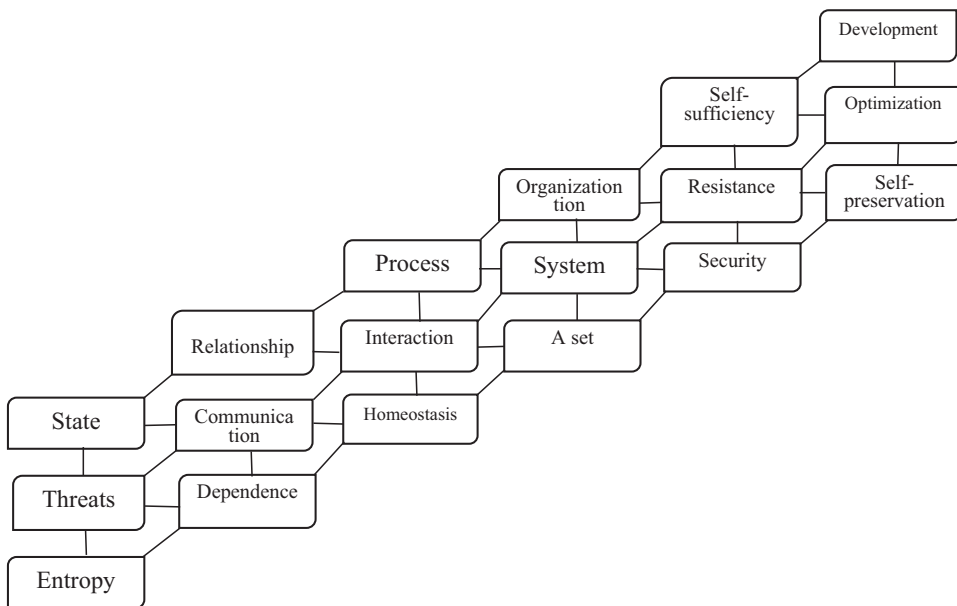 Development
Self-
sufficiency
Optimization
Organization
tion
Resistance
Self-
preservation
Process
System
Security
Relationship
Interaction
A set
State
Communica
tion
Homeostasis
Threats
Dependence
Entropy